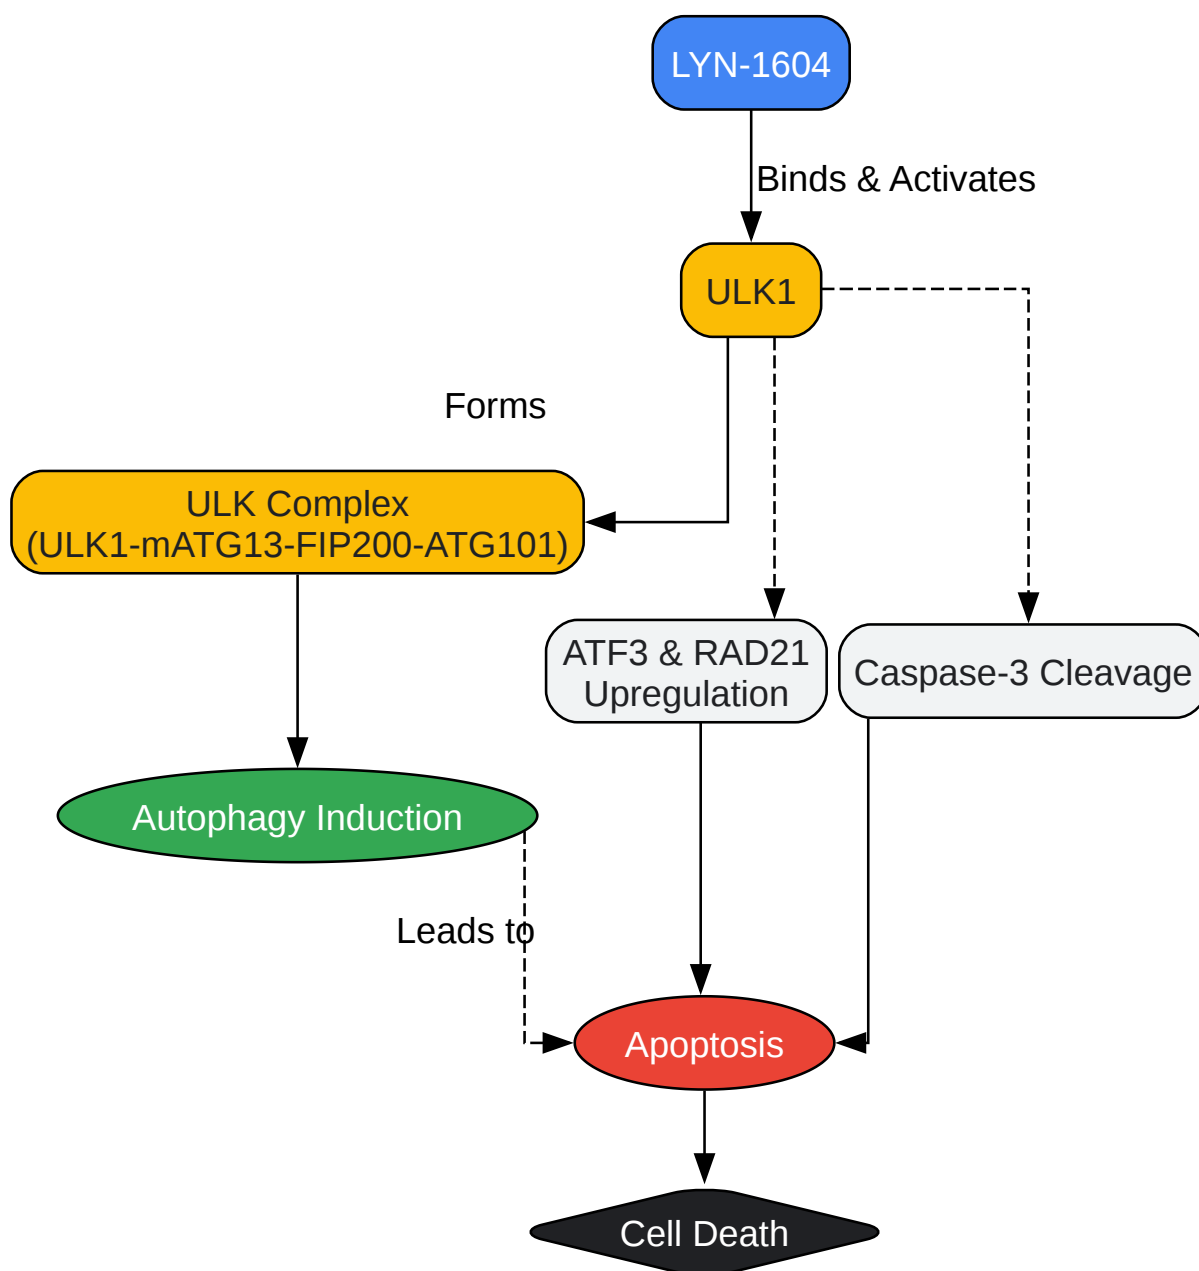 LYN-1604
Binds & Activates
ULK1
Forms
ULK Complex
(ULK1-mATG13-FIP200-ATG101)
ATF3 & RAD21
Upregulation
Caspase-3 Cleavage
Autophagy Induction
Leads to
Apoptosis
Cell Death